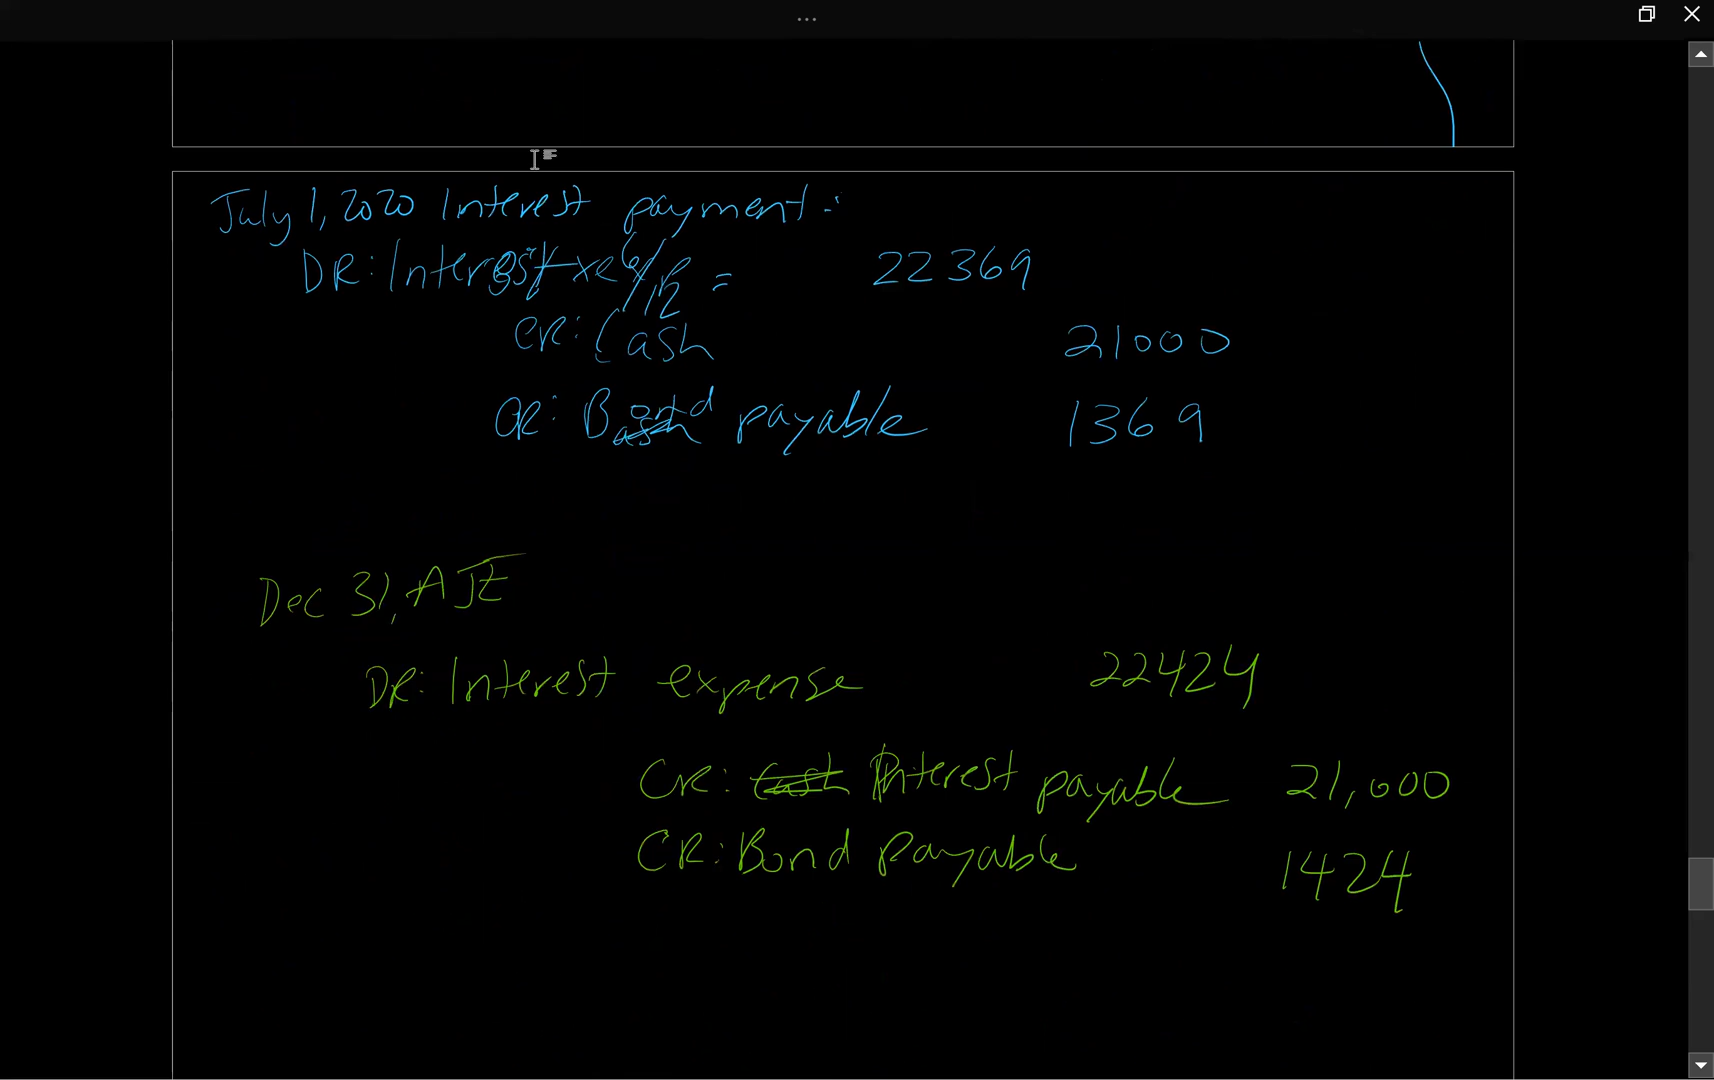 July 1, 2020 Interest payment:
DR: Interest 6/12 = 22369
CR: Cash 21000
CR: Bond payable 1369
Dec 31, AJE
DR: Interest expense 22424
CR: Interest payable 21,000
CR: Bond Payable 1424